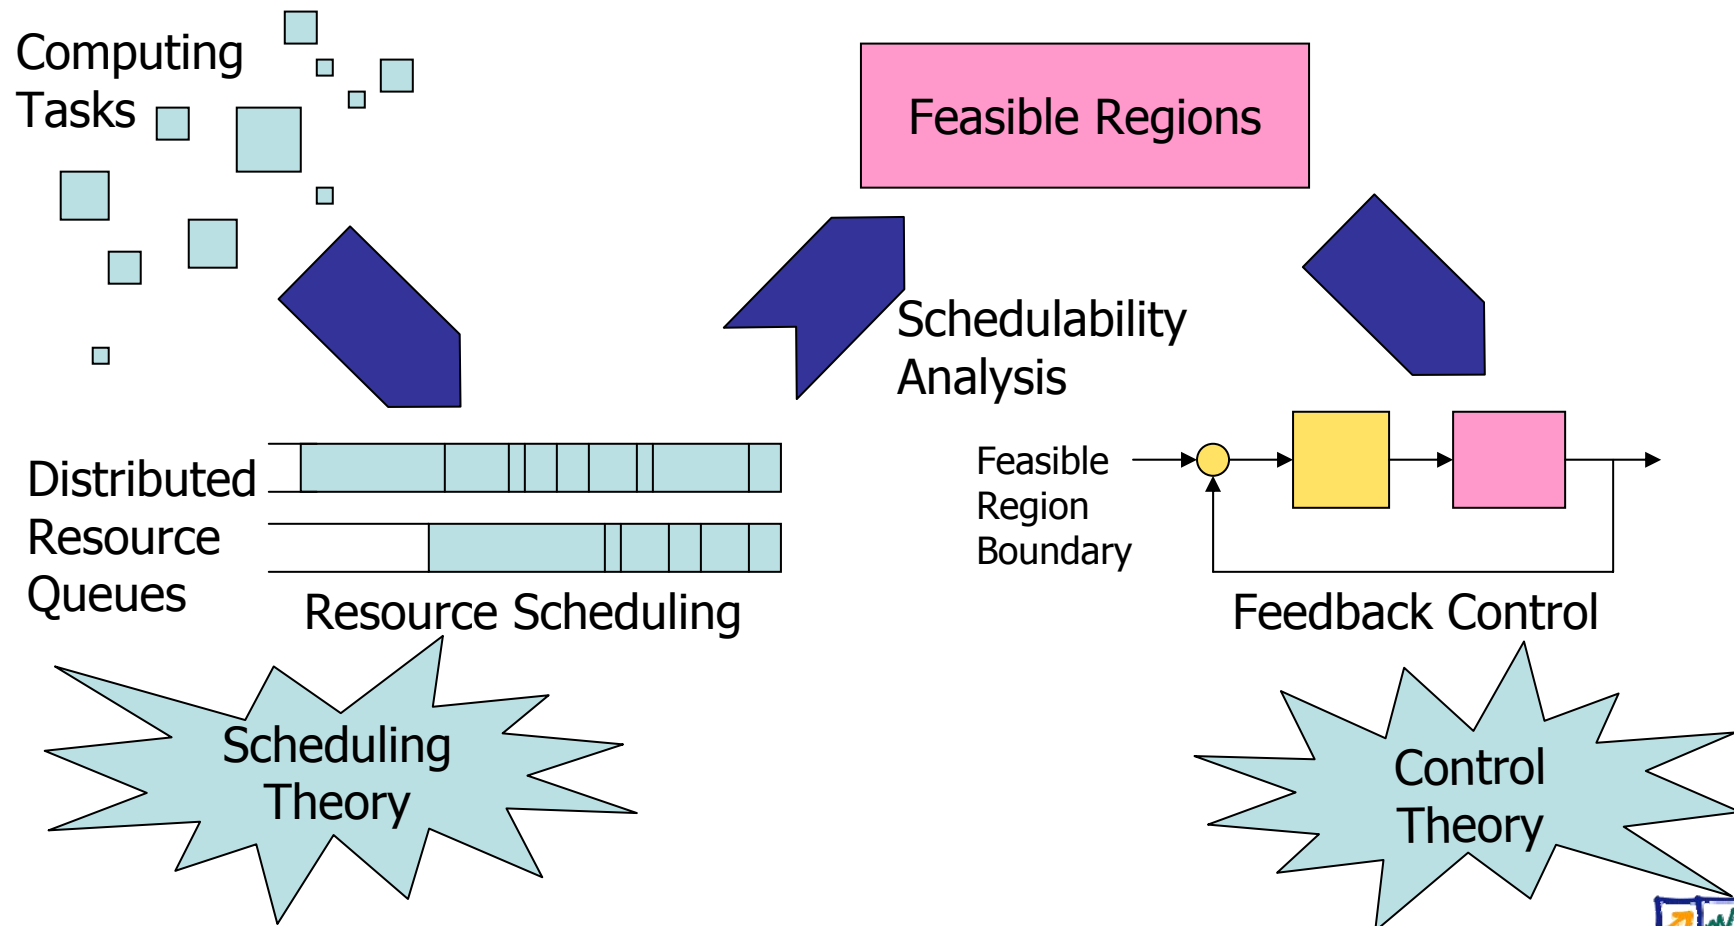 Computing
Tasks
Feasible Regions
Schedulability
Analysis
Distributed
Resource
Queues
Feasible
Region
Boundary
Resource Scheduling
Feedback Control
Scheduling
Theory
Control
Theory